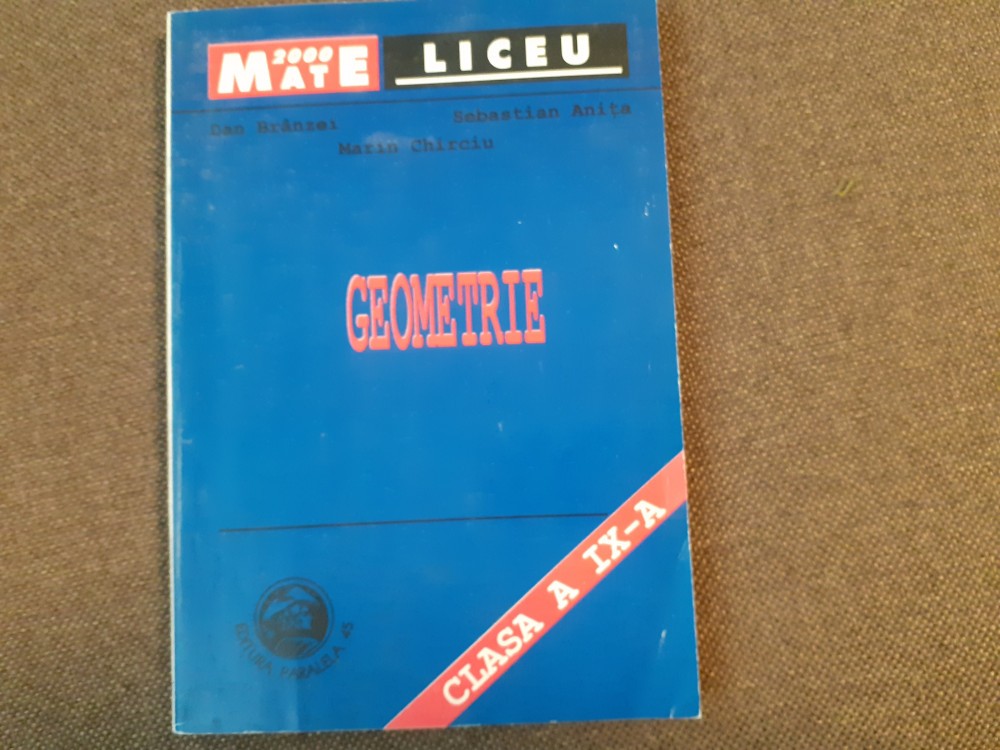 MATE 2000
LICEU
Dan Brânzei
Sebastian Anița
Marin Chirciu
GEOMETRIE
CLASA A IX-A
EDITURA PARALELA 45